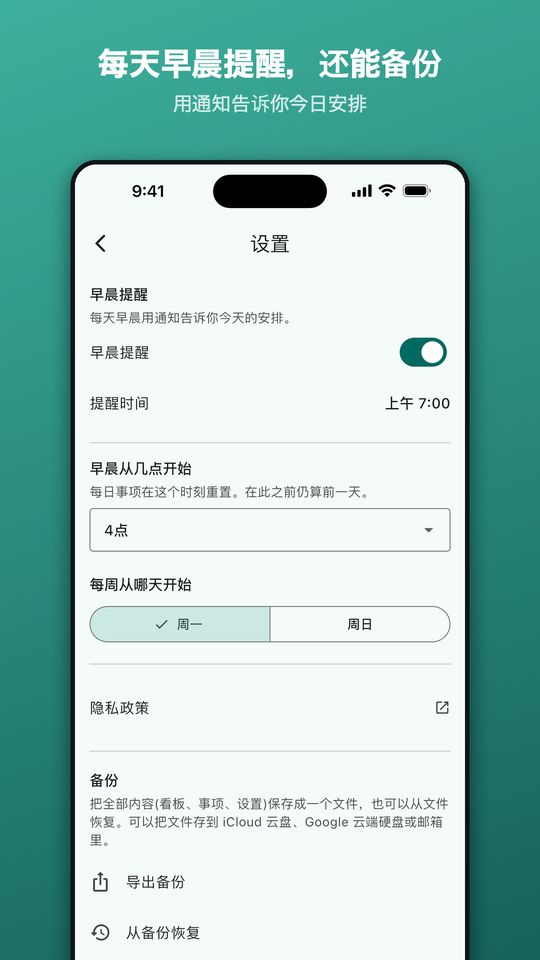 每天早晨提醒，还能备份
用通知告诉你今日安排
9:41
设置
早晨提醒
每天早晨用通知告诉你今天的安排。
早晨提醒
提醒时间 上午 7:00
早晨从几点开始
每日事项在这个时刻重置。在此之前仍算前一天。
4点
每周从哪天开始
周一 周日
隐私政策
备份
把全部内容(看板、事项、设置)保存成一个文件，也可以从文件
恢复。可以把文件存到 iCloud 云盘、Google 云端硬盘或邮箱
里。
导出备份
从备份恢复